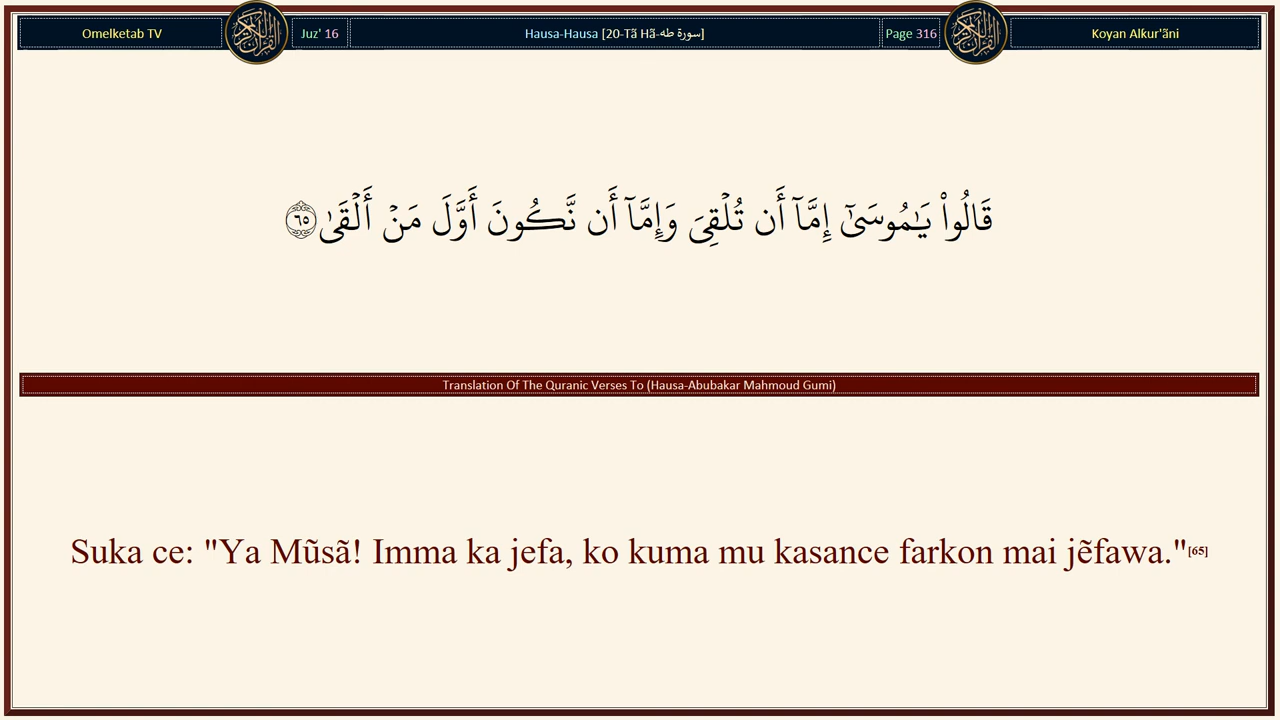 Omelketab TV
Juz' 16
Hausa-Hausa [20-Tã Hã-سورة طه]
Page 316
Koyan Alƙur'ãni
قَالُواْ يَٰمُوسَىٰٓ إِمَّآ أَن تُلۡقِيَ وَإِمَّآ أَن نَّكُونَ أَوَّلَ مَنۡ أَلۡقَىٰ ٦٥
Translation Of The Quranic Verses To (Hausa-Abubakar Mahmoud Gumi)
Suka ce: "Ya Mũsã! Imma ka jefa, ko kuma mu kasance farkon mai jẽfawa."[65]